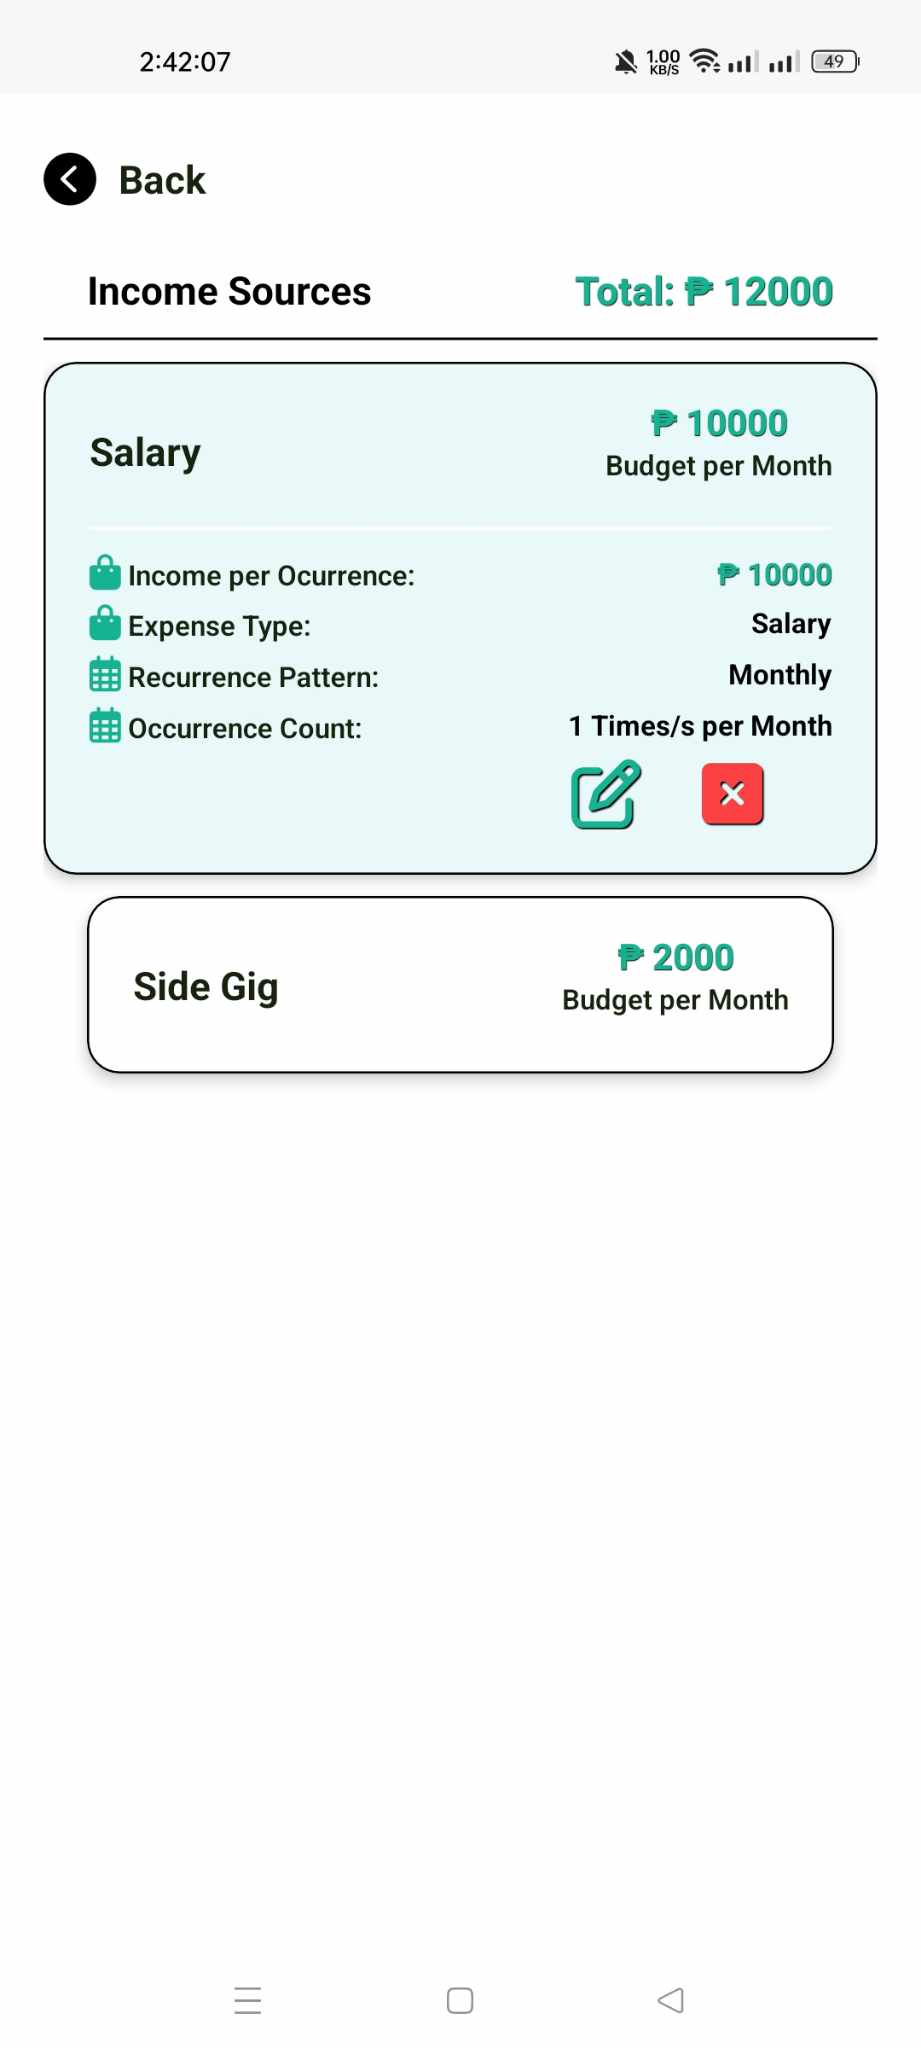 2:42:07
1.00
KB/S
49
Back
Income Sources
Total: ₱ 12000
Salary
₱ 10000
Budget per Month
Income per Ocurrence:
₱ 10000
Expense Type:
Salary
Recurrence Pattern:
Monthly
Occurrence Count:
1 Times/s per Month
Side Gig
₱ 2000
Budget per Month